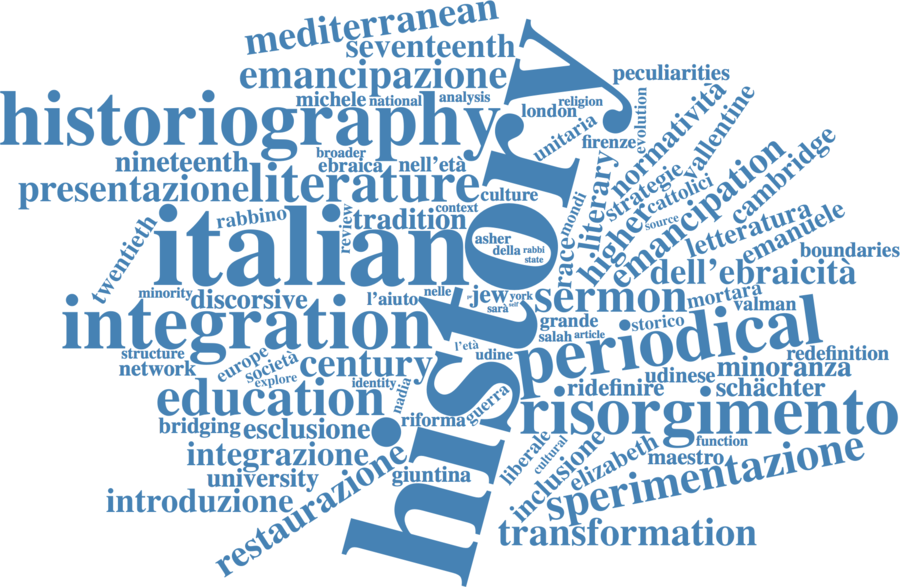 mediterranean
seventeenth
emancipazione
peculiarities
michele
national
analysis
london
religion
historiography
history
unitaria
evolution
normatività
vallentine
firenze
nineteenth
broader
ebraica
nell'età
presentazione
literature
culture
literary
strategie
cattolici
emancipation
cambridge
rabbino
review
tradition
context
mondi
race
higher
source
letteratura
emanuele
twentieth
italian
asher
della
rabbi
state
boundaries
dell'ebraicità
minority
discorsive
l'aiuto
nelle
jew
york
self
sarà
sermon
mortara
valman
integration
grande
storico
salah
article
periodical
structure
network
europe
società
explore
century
l'età
udine
redefinition
minoranza
udinese
ridefinire
schächter
education
identity
nadia
riforma
guerra
risorgimento
bridging
esclusione
liberale
cultural
inclusione
elizabeth
function
maestro
integrazione
university
restaurazione
giuntina
sperimentazione
introduzione
transformation